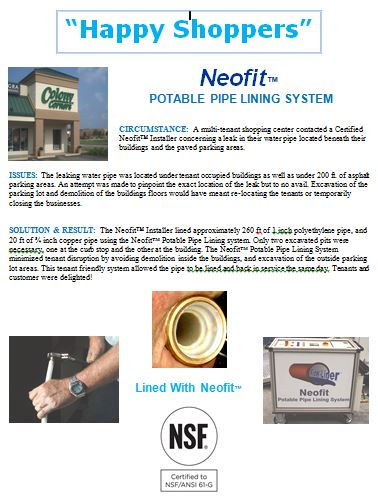 “Happy Shoppers”
Neofit™
POTABLE PIPE LINING SYSTEM
Colony
CIRCUMSTANCE: A multi-tenant shopping center contacted a Certified
Neofit™ Installer concerning a leak in their water pipe located beneath their
buildings and the paved parking areas.
ISSUES: The leaking water pipe was located under tenant occupied buildings as well as under 200 ft. of asphalt
parking areas. An attempt was made to pinpoint the exact location of the leak but to no avail. Excavation of the
parking lot and demolition of the buildings floors would have meant re-locating the tenants or temporarily
closing the businesses.
SOLUTION & RESULT: The Neofit™ Installer lined approximately 260 ft of 1 inch polyethylene pipe, and
20 ft of ¾ inch copper pipe using the Neofit™ Potable Pipe Lining system. Only two excavated pits were
necessary, one at the curb stop and the other at the building. The Neofit™ Potable Pipe Lining System
minimized tenant disruption by avoiding demolition inside the buildings, and excavation of the outside parking
lot areas. This tenant friendly system allowed the pipe to be lined and back in service the same day. Tenants and
customer were delighted!
Lined With Neofit™
Neofit
Potable Pipe Lining System
NSF
Certified to
NSF/ANSI 61-G